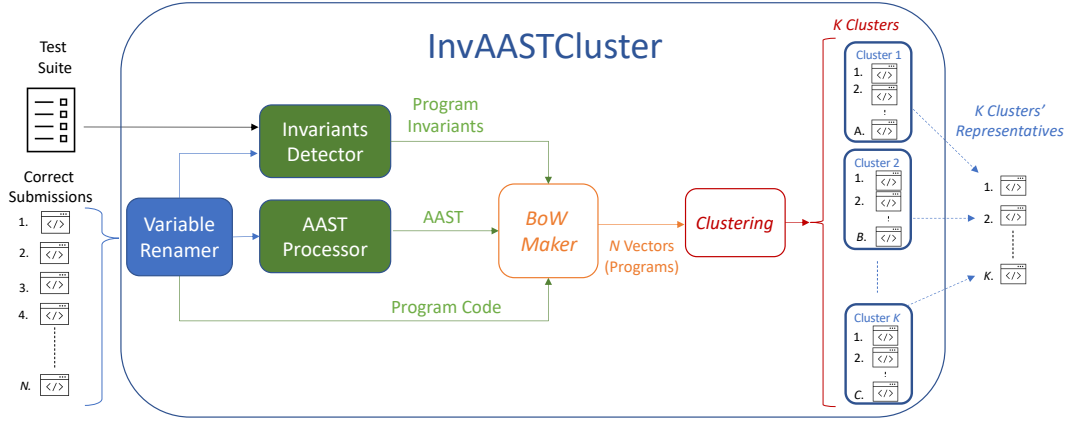 InvAASTCluster
Test
Suite
Correct
Submissions
1.
</>
2.
</>
3.
</>
4.
</>
N.
</>
Variable
Renamer
Invariants
Detector
AAST
Processor
Program
Invariants
AAST
Program Code
BoW
Maker
N Vectors
(Programs)
Clustering
K Clusters
Cluster 1
1.
</>
2.
</>
A.
</>
Cluster 2
1.
</>
2.
</>
B.
</>
Cluster K
1.
</>
2.
</>
C.
</>
K Clusters'
Representatives
1.
</>
2.
</>
K.
</>